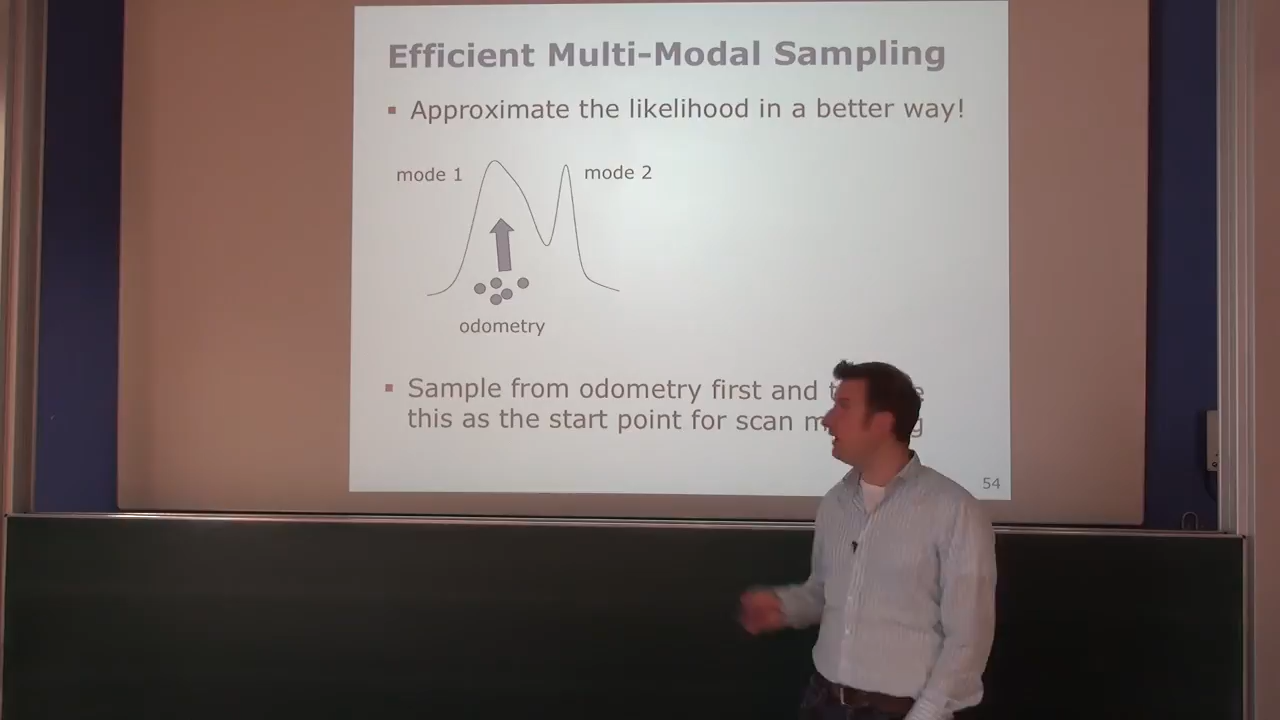 Efficient Multi-Modal Sampling
▪ Approximate the likelihood in a better way!
mode 1
mode 2
odometry
▪ Sample from odometry first and
this as the start point for scan
54